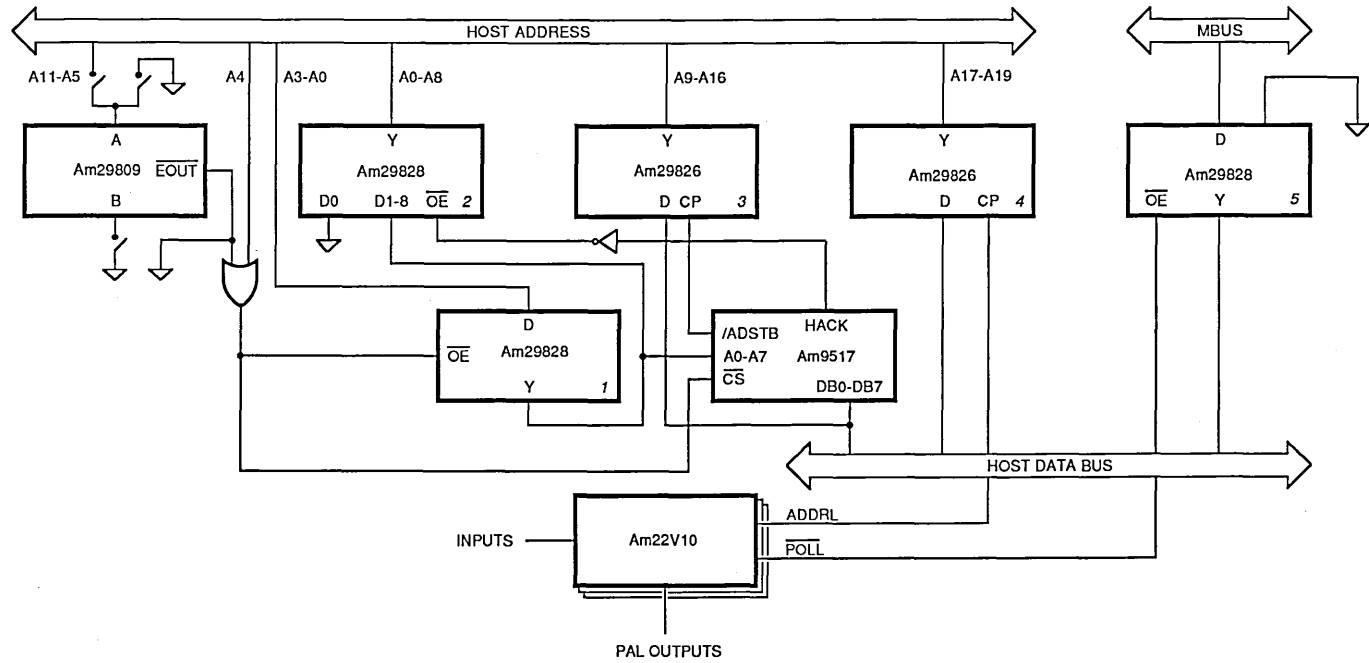 HOST ADDRESS
MBUS
A11-A5
A4
A3-A0
A0-A8
A9-A16
A17-A19
A
Am29809
EOUT
B
Y
Am29828
D0
D1-8
OE
2
Y
Am29826
D
CP
3
Y
Am29826
D
CP
4
D
Am29828
OE
Y
5
D
OE
Am29828
Y
1
/ADSTB
HACK
A0-A7
Am9517
CS
DB0-DB7
HOST DATA BUS
INPUTS
Am22V10
ADDRL
POLL
PAL OUTPUTS